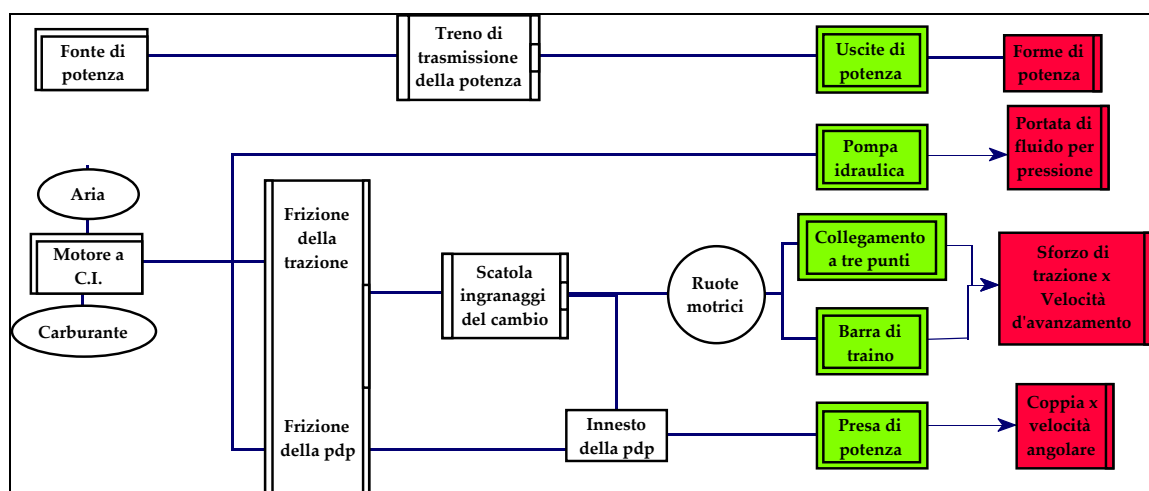 Fonte di
potenza
Treno di
trasmissione
della potenza
Uscite di
potenza
Forme di
potenza
Pompa
idraulica
Portata di
fluido per
pressione
Aria
Motore a
C.I.
Carburante
Frizione
della
trazione
Scatola
ingranaggi
del cambio
Ruote
motrici
Collegamento
a tre punti
Barra di
traino
Sforzo di
trazione x
Velocità
d'avanzamento
Frizione
della pdp
Innesto
della pdp
Presa di
potenza
Coppia x
velocità
angolare